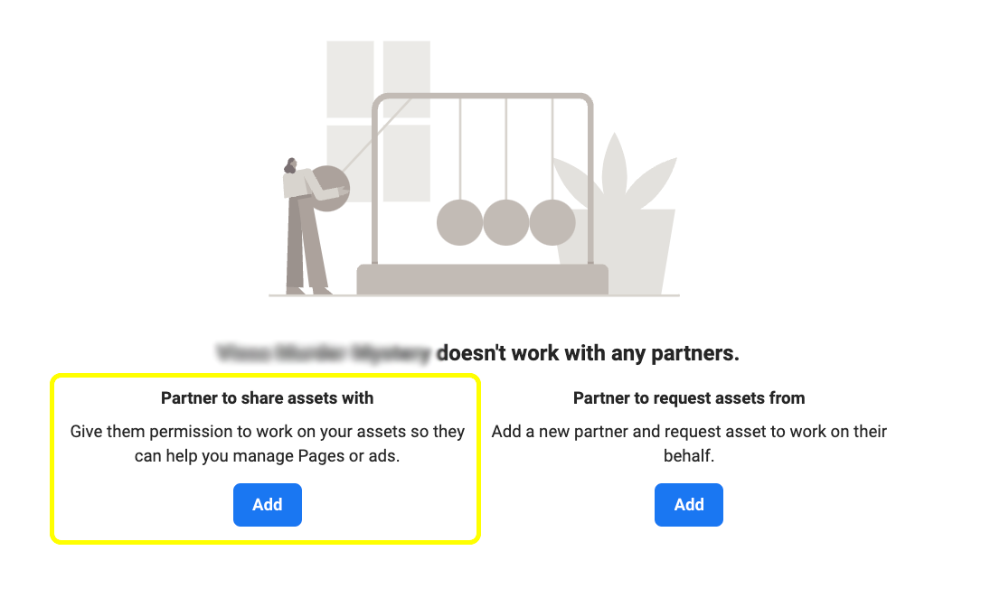 doesn't work with any partners.
Partner to share assets with
Give them permission to work on your assets so they
can help you manage Pages or ads.
Add
Partner to request assets from
Add a new partner and request asset to work on their
behalf.
Add